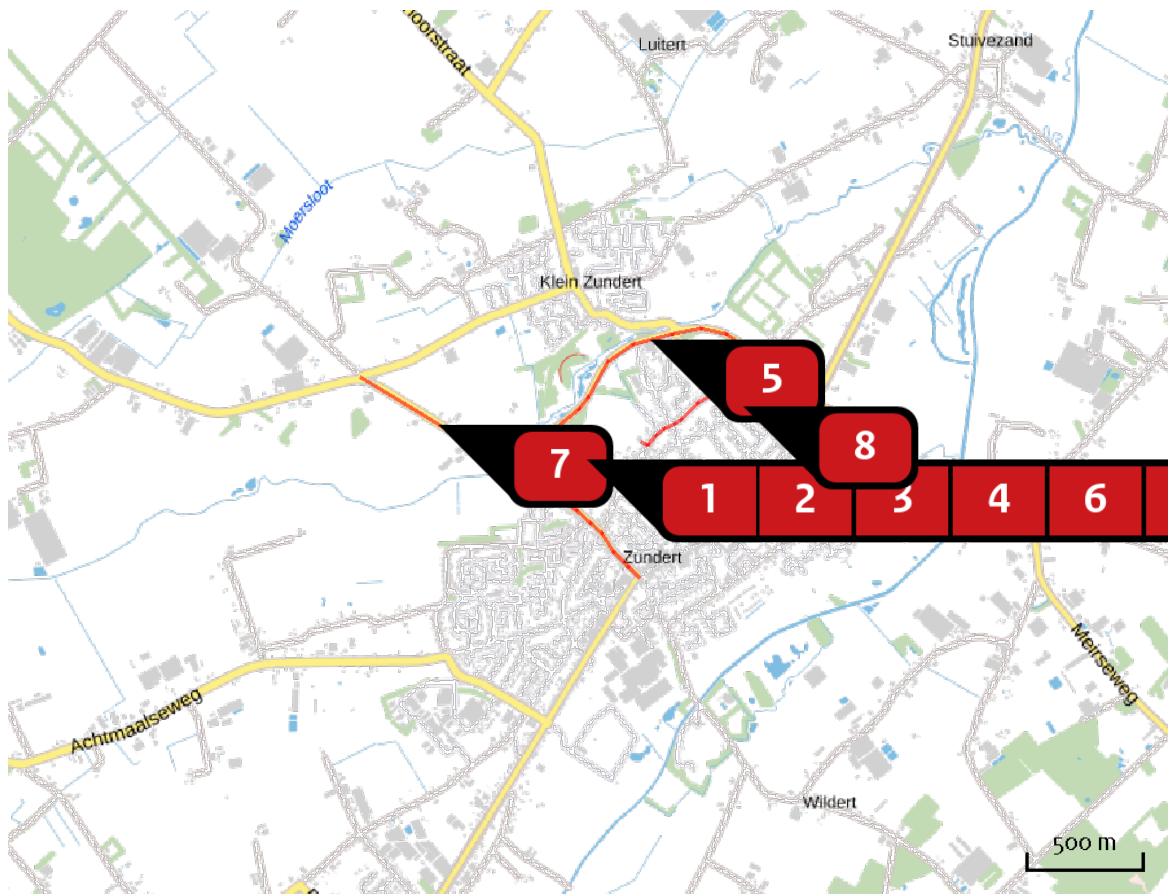 Luitert
Stuivezand
Moersloot
Klein Zundert
5
8
7
1 2 3 4 6
Zundert
Meirseweg
Achtmaalseweg
Wildert
500 m